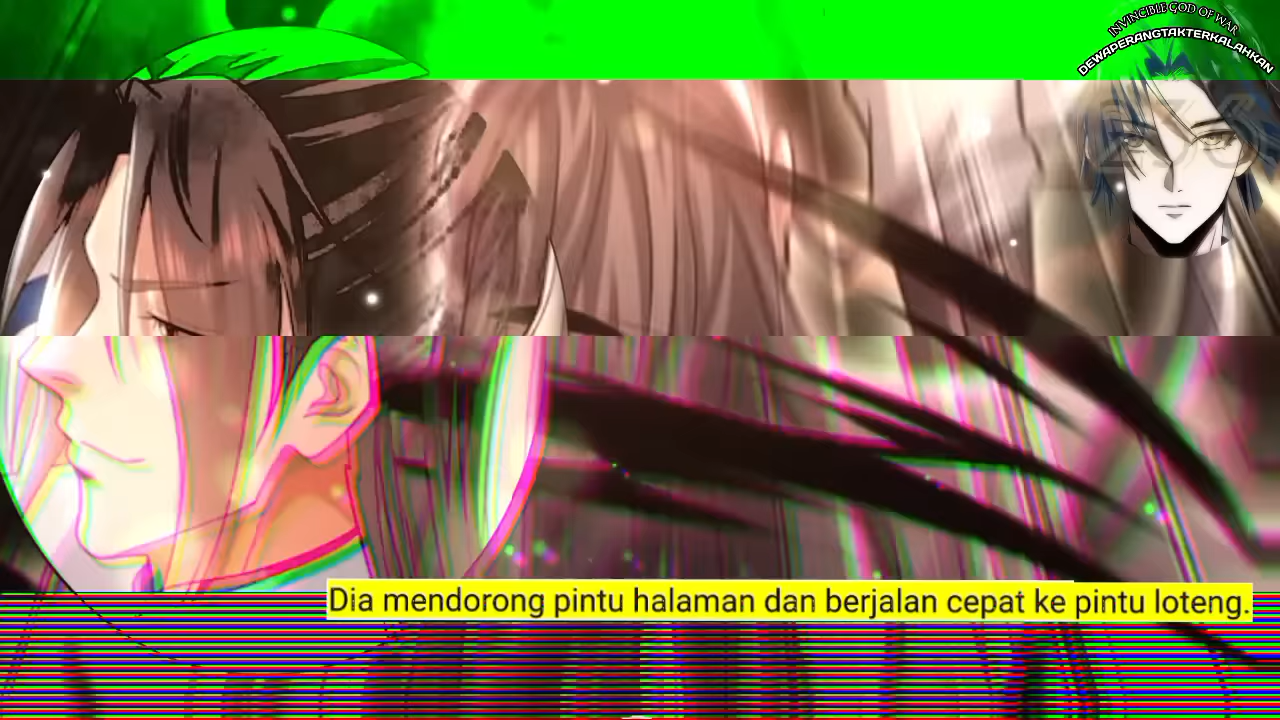 INVINCIBLE GOD OF WAR
DEWAPERANGTAKTERKALAHKAN
Dia mendorong pintu halaman dan berjalan cepat ke pintu loteng.